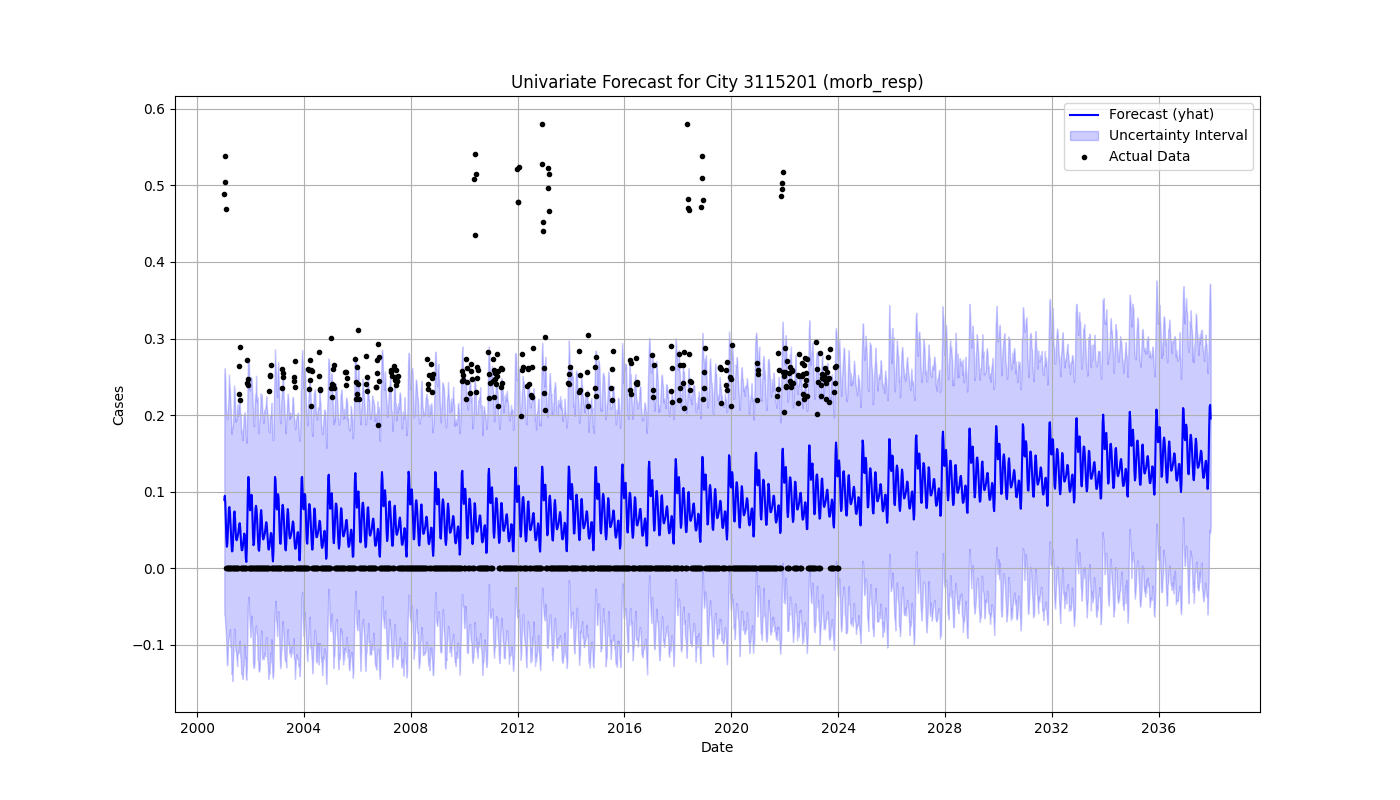 Univariate Forecast for City 3115201 (morb_resp)
Forecast (yhat)
Uncertainty Interval
Actual Data
Cases
0.6
0.5
0.4
0.3
0.2
0.1
0.0
−0.1
2000 2004 2008 2012 2016 2020 2024 2028 2032 2036
Date